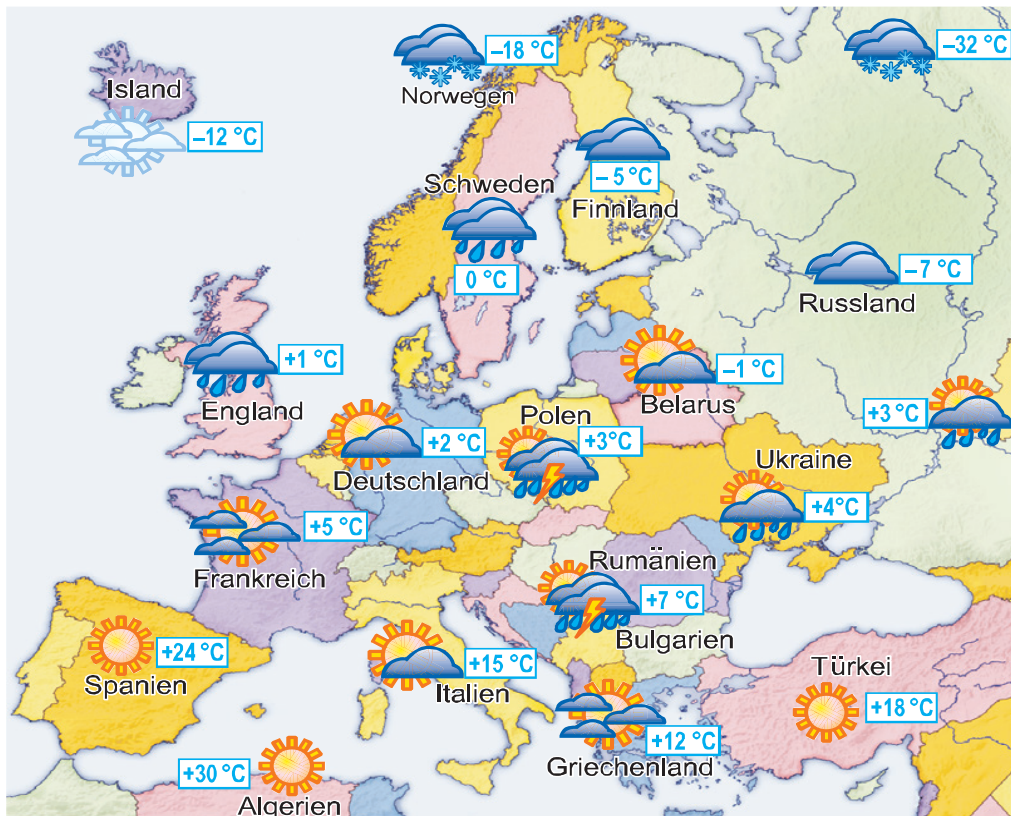 –18 °C
–32 °C
Norwegen
Island
–12 °C
– 5 °C
Schweden
Finnland
0 °C
–7 °C
Russland
+1 °C
England
–1 °C
Belarus
Polen
+3°C
+3 °C
+2 °C
Deutschland
Ukraine
+4°C
+5 °C
Frankreich
Rumänien
+7 °C
Bulgarien
+24 °C
Spanien
+15 °C
Italien
Türkei
+18 °C
+12 °C
Griechenland
+30 °C
Algerien